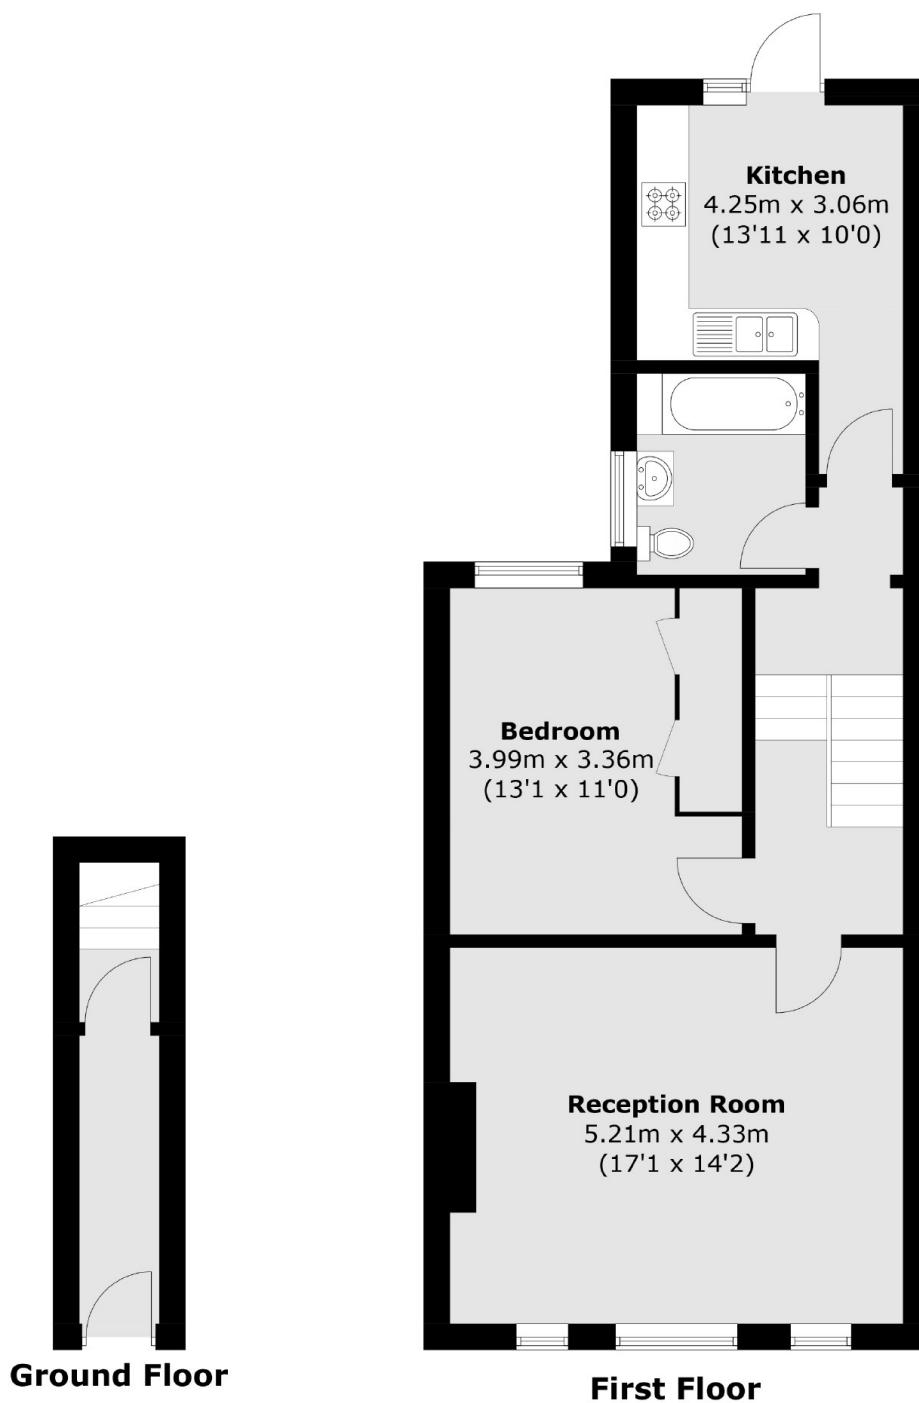 Kitchen
4.25m x 3.06m
(13'11 x 10'0)
Bedroom
3.99m x 3.36m
(13'1 x 11'0)
Reception Room
5.21m x 4.33m
(17'1 x 14'2)
Ground Floor
First Floor